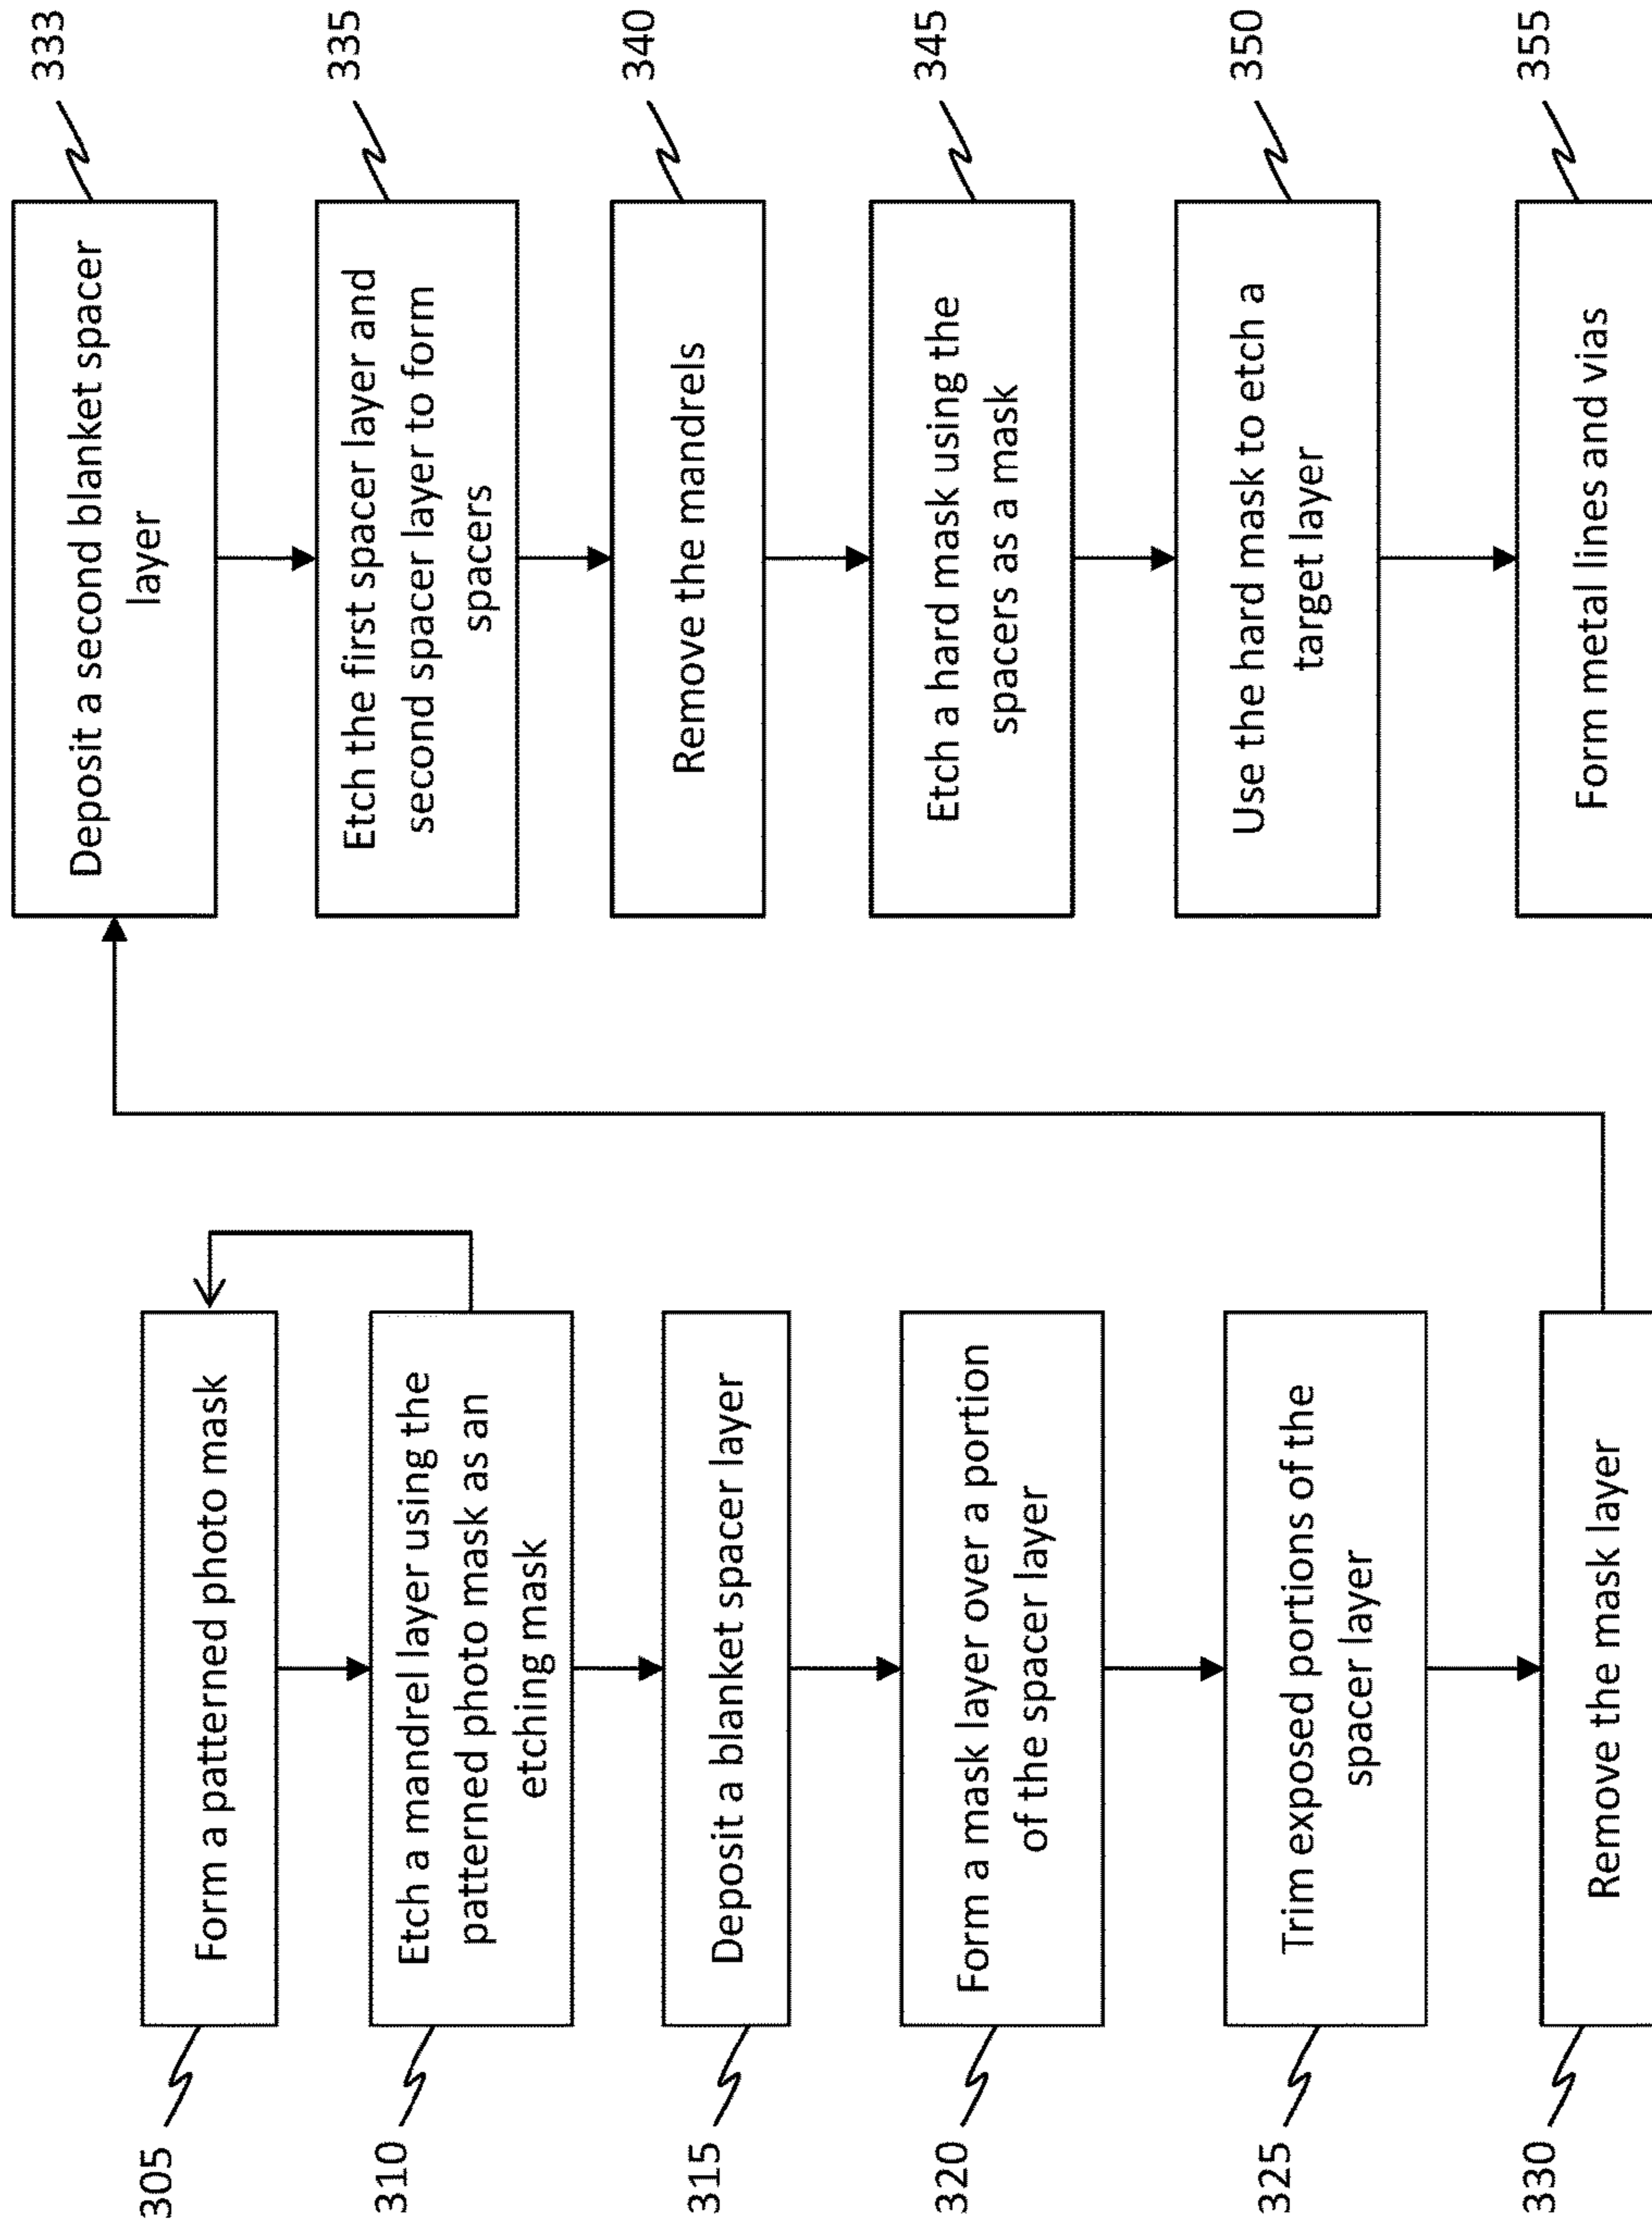 305
Form a patterned photo mask
310
Etch a mandrel layer using the
patterned photo mask as an
etching mask
315
Deposit a blanket spacer layer
320
Form a mask layer over a portion
of the spacer layer
325
Trim exposed portions of the
spacer layer
330
Remove the mask layer
333
Deposit a second blanket spacer
layer
335
Etch the first spacer layer and
second spacer layer to form
spacers
340
Remove the mandrels
345
Etch a hard mask using the
spacers as a mask
350
Use the hard mask to etch a
target layer
355
Form metal lines and vias